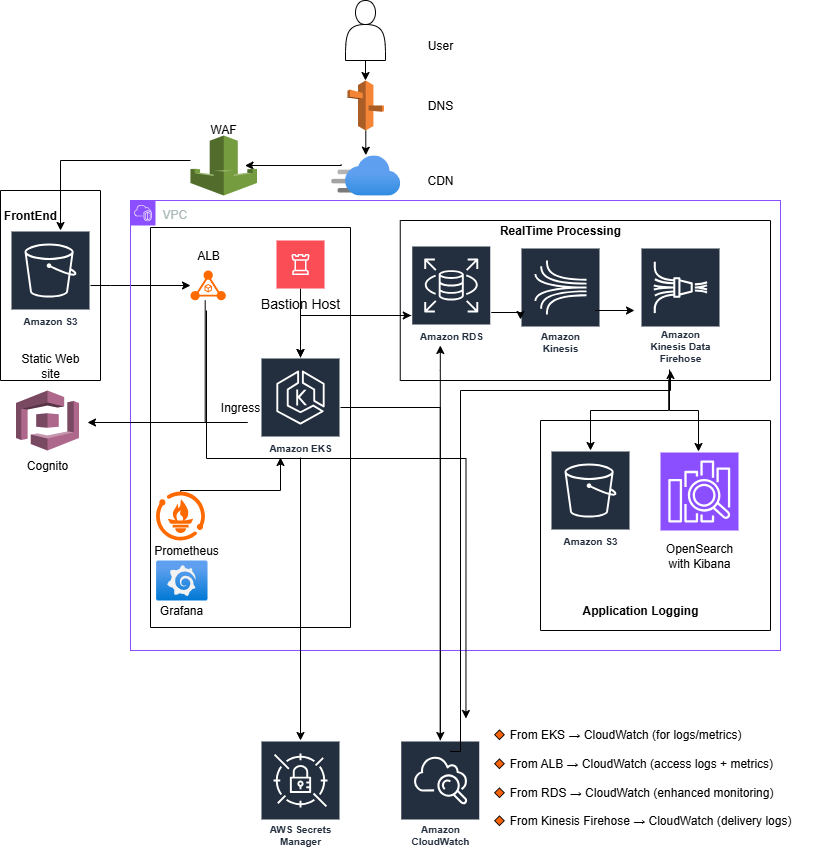 User
DNS
WAF
CDN
VPC
FrontEnd
RealTime Processing
ALB
Bastion Host
Amazon S3
Amazon RDS
Amazon
Kinesis
Amazon
Kinesis Data
Firehose
Static Web
site
Ingress
Cognito
Amazon EKS
Prometheus
Grafana
Amazon S3
OpenSearch
with Kibana
Application Logging
AWS Secrets
Manager
Amazon
CloudWatch
From EKS → CloudWatch (for logs/metrics)
From ALB → CloudWatch (access logs + metrics)
From RDS → CloudWatch (enhanced monitoring)
From Kinesis Firehose → CloudWatch (delivery logs)